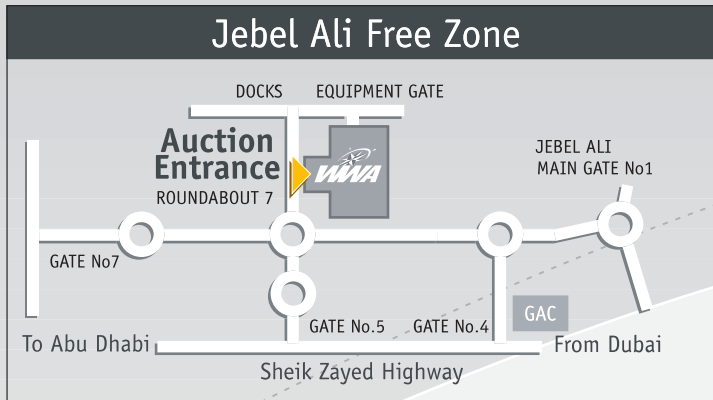 Jebel Ali Free Zone
DOCKS
EQUIPMENT GATE
Auction
Entrance
ROUNDABOUT 7
WWA
JEBEL ALI
MAIN GATE No1
GATE No7
GATE No.5
GATE No.4
GAC
To Abu Dhabi
From Dubai
Sheik Zayed Highway